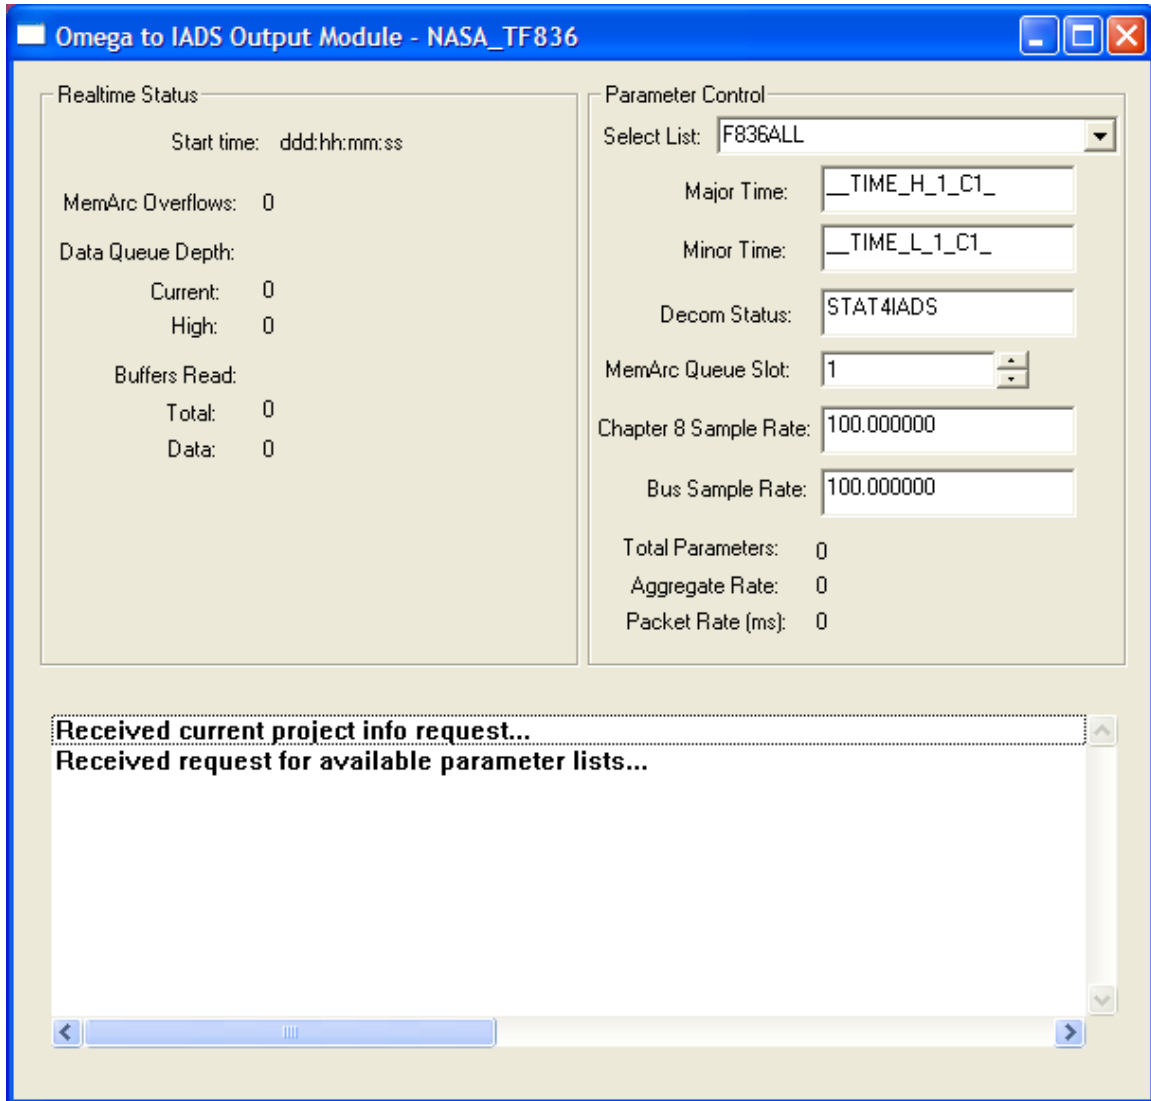 Omega to IADS Output Module - NASA_TF836
Realtime Status
Start time: ddd:hh:mm:ss
MemArc Overflows: 0
Data Queue Depth:
Current: 0
High: 0
Buffers Read:
Total: 0
Data: 0
Parameter Control
Select List: F836ALL
Major Time: __TIME_H_1_C1_
Minor Time: __TIME_L_1_C1_
Decom Status: STAT4IADS
MemArc Queue Slot: 1
Chapter 8 Sample Rate: 100.000000
Bus Sample Rate: 100.000000
Total Parameters: 0
Aggregate Rate: 0
Packet Rate (ms): 0
Received current project info request...
Received request for available parameter lists...